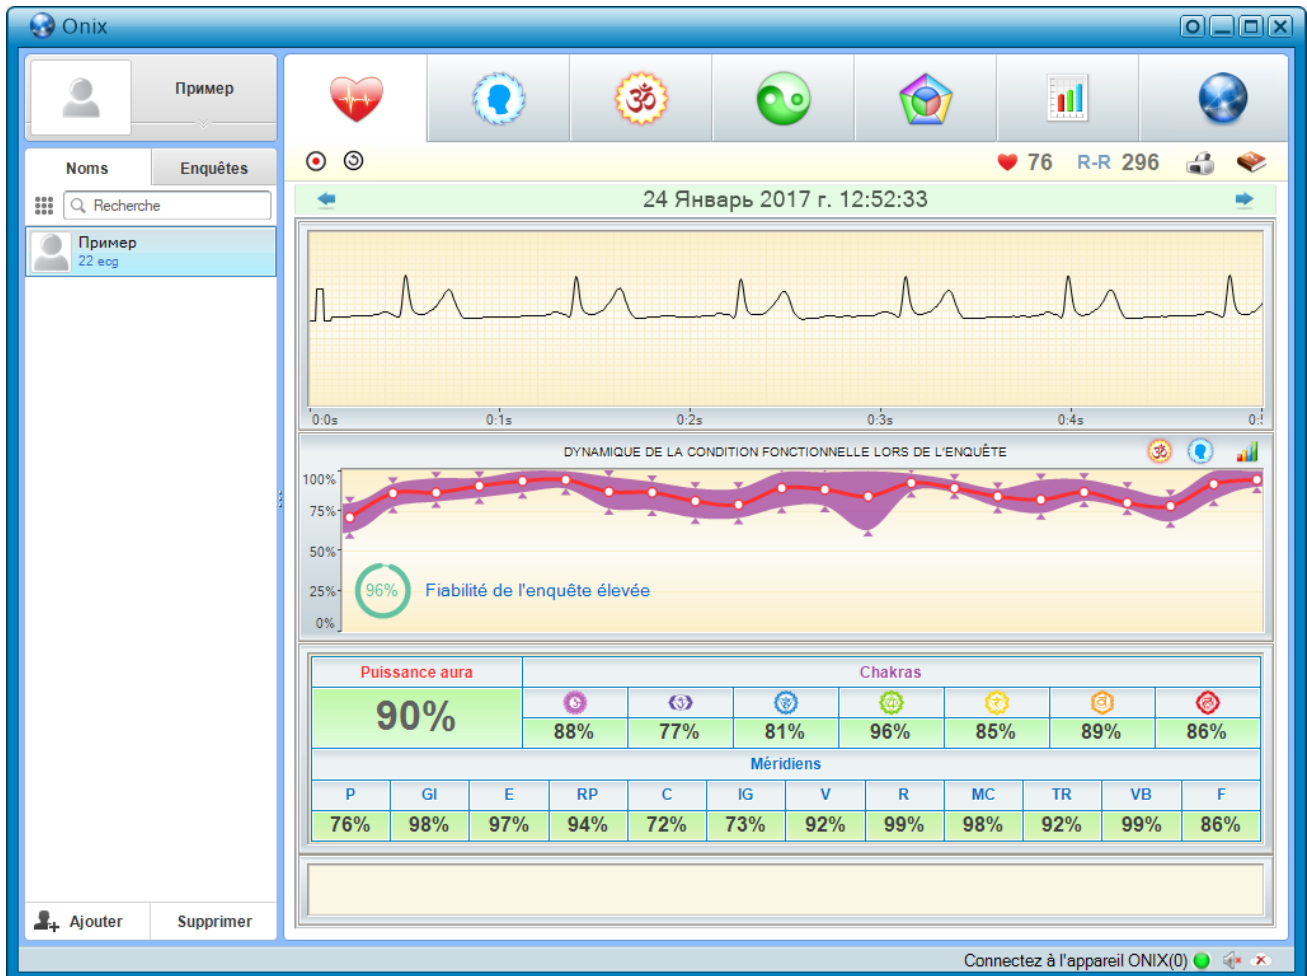 Onix
Пример
Noms Enquêtes
Recherche
Пример
22 ecg
76 R-R 296
24 Январь 2017 г. 12:52:33
0:0s 0:1s 0:2s 0:3s 0:4s
DYNAMIQUE DE LA CONDITION FONCTIONNELLE LORS DE L'ENQUÊTE
100%
75%
50%
25%
0%
96% Fiabilité de l'enquête élevée
Puissance aura Chakras
90%
88% 77% 81% 96% 85% 89% 86%
Méridiens
P GI E RP C IG V R MC TR VB F
76% 98% 97% 94% 72% 73% 92% 99% 98% 92% 99% 86%
Ajouter Supprimer
Connectez à l'appareil ONIX(0)